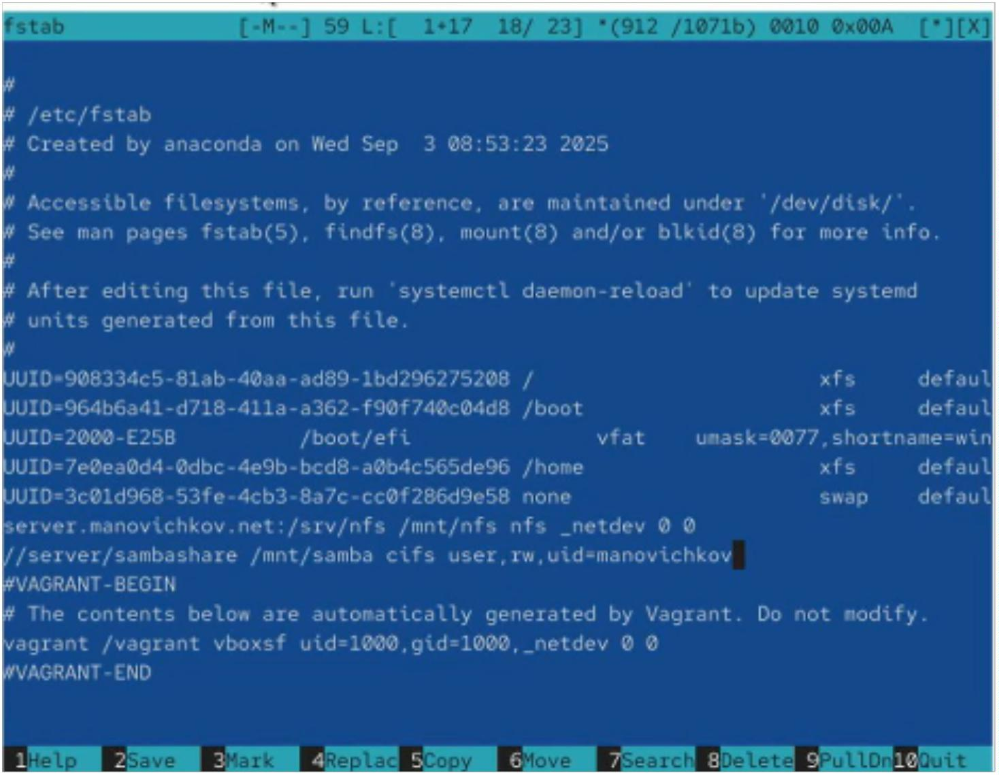 fstab [-M--] 59 L:[ 1+17 18/ 23] *(912 /1071b) 0010 0x00A [*][X]
#
# /etc/fstab
# Created by anaconda on Wed Sep 3 08:53:23 2025
#
# Accessible filesystems, by reference, are maintained under '/dev/disk/'.
# See man pages fstab(5), findfs(8), mount(8) and/or blkid(8) for more info.
#
# After editing this file, run 'systemctl daemon-reload' to update systemd
# units generated from this file.
#
UUID=908334c5-81ab-40aa-ad89-1bd296275208 / xfs defaul
UUID=964b6a41-d718-411a-a362-f90f740c04d8 /boot xfs defaul
UUID=2000-E25B /boot/efi vfat umask=0077,shortname=win
UUID=7e0ea0d4-0dbc-4e9b-bcd8-a0b4c565de96 /home xfs defaul
UUID=3c01d968-53fe-4cb3-8a7c-cc0f286d9e58 none swap defaul
server.manovichkov.net:/srv/nfs /mnt/nfs nfs _netdev 0 0
//server/sambashare /mnt/samba cifs user,rw,uid=manovichkov
#VAGRANT-BEGIN
# The contents below are automatically generated by Vagrant. Do not modify.
vagrant /vagrant vboxsf uid=1000,gid=1000,_netdev 0 0
#VAGRANT-END
1Help 2Save 3Mark 4Replac 5Copy 6Move 7Search 8Delete 9PullDn 10Quit